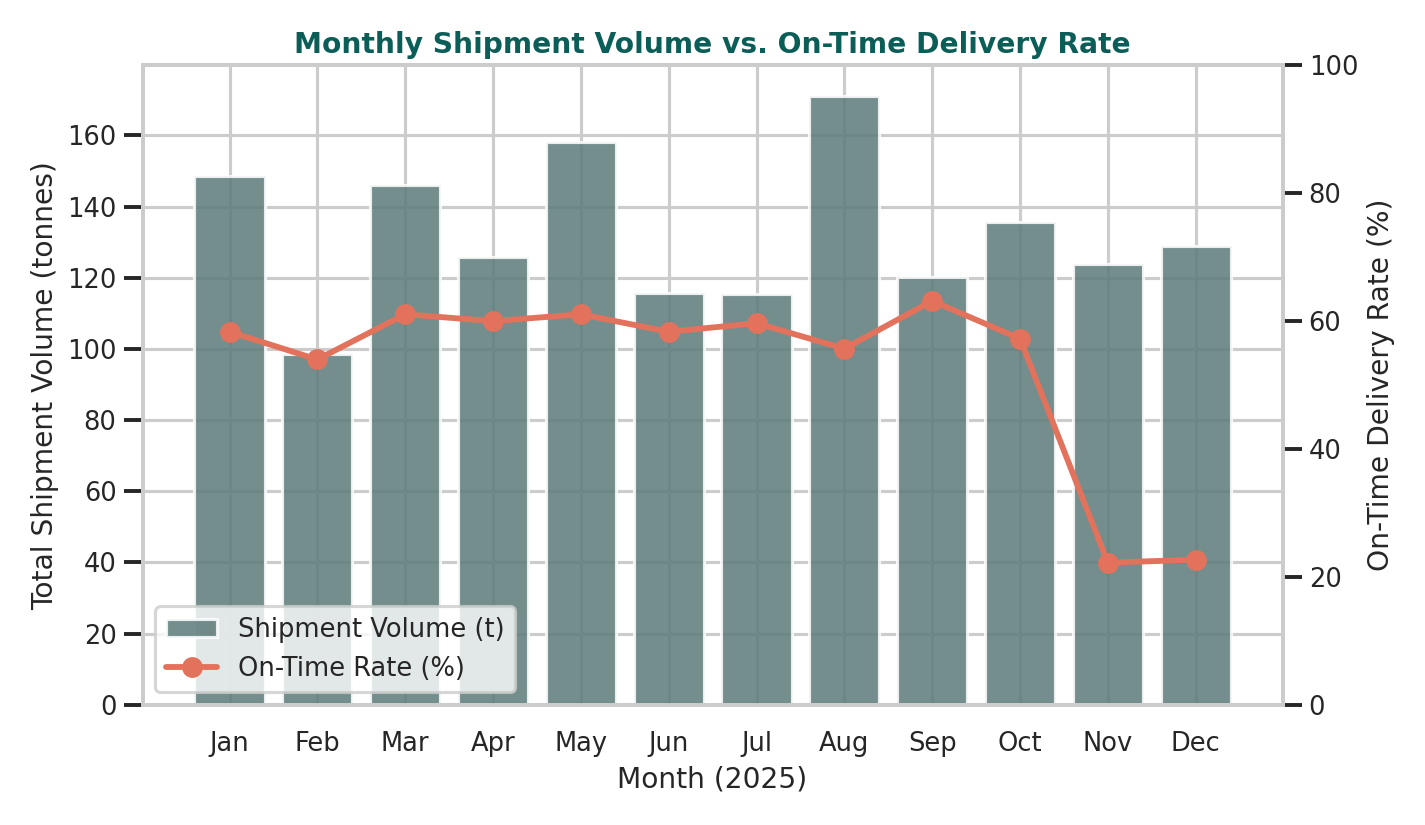 Monthly Shipment Volume vs. On-Time Delivery Rate
Total Shipment Volume (tonnes)
160
140
120
100
80
60
40
20
0
100
80
60
40
20
0
On-Time Delivery Rate (%)
Shipment Volume (t)
On-Time Rate (%)
Jan Feb Mar Apr May Jun Jul Aug Sep Oct Nov Dec
Month (2025)